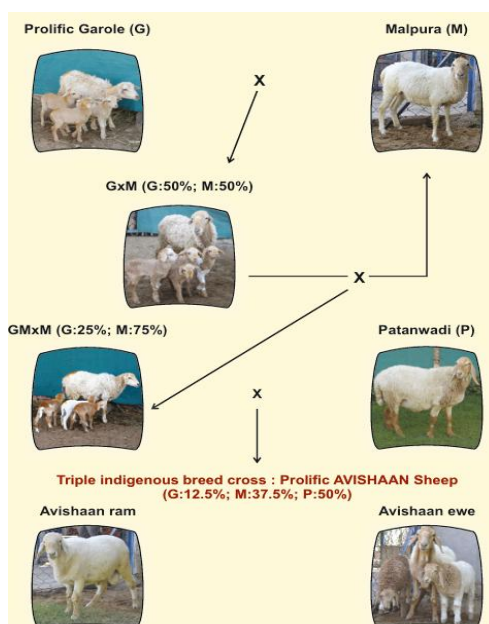 Prolific Garole (G)
Malpura (M)
X
GxM (G:50%; M:50%)
X
GMxM (G:25%; M:75%)
Patanwadi (P)
X
Triple indigenous breed cross : Prolific AVISHAAN Sheep
(G:12.5%; M:37.5%; P:50%)
Avishaan ram
Avishaan ewe